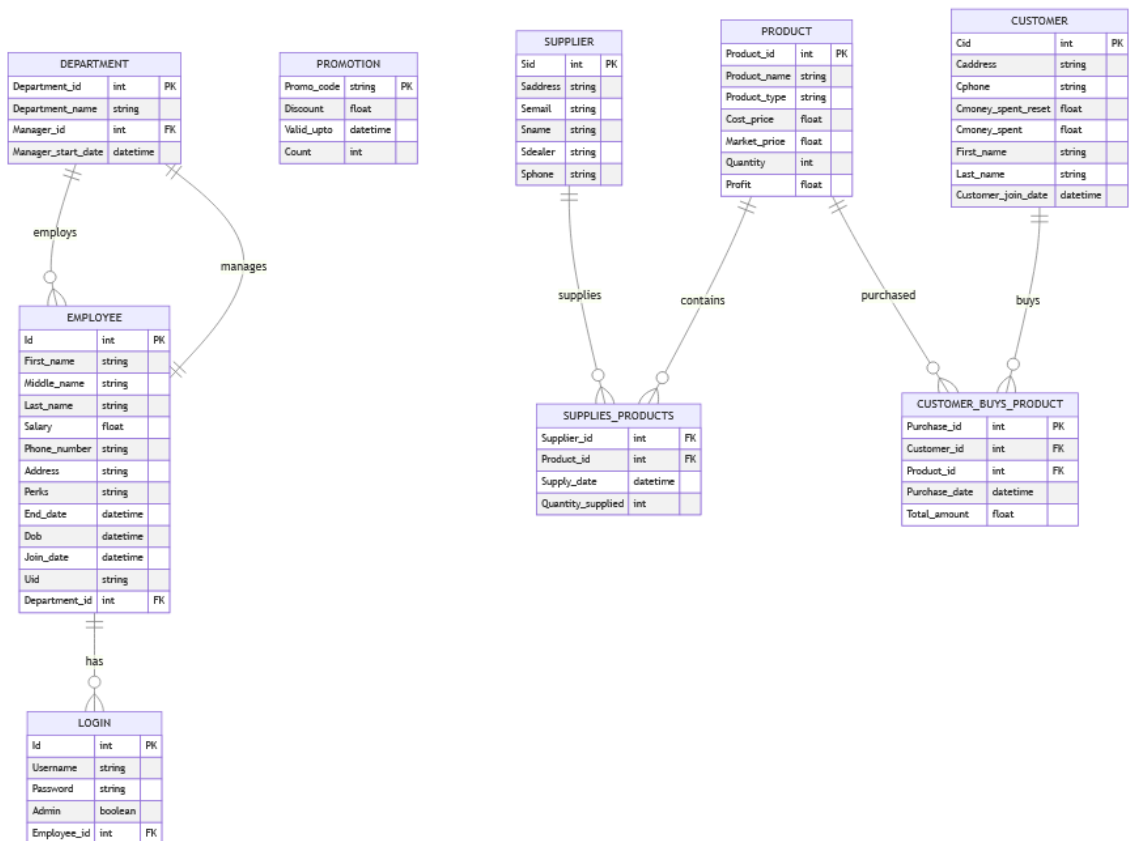 DEPARTMENT
Department_id int PK
Department_name string
Manager_id int FK
Manager_start_date datetime
PROMOTION
Promo_code string PK
Discount float
Valid_upto datetime
Count int
SUPPLIER
Sid int PK
Saddress string
Semail string
Sname string
Sdealer string
Sphone string
PRODUCT
Product_id int PK
Product_name string
Product_type string
Cost_price float
Market_price float
Quantity int
Profit float
CUSTOMER
Cid int PK
Caddress string
Cphone string
Cmoney_spent_reset float
Cmoney_spent float
First_name string
Last_name string
Customer_join_date datetime
employs
manages
supplies
contains
purchased
buys
EMPLOYEE
Id int PK
First_name string
Middle_name string
Last_name string
Salary float
Phone_number string
Address string
Perks string
End_date datetime
Dob datetime
Join_date datetime
Uid string
Department_id int FK
SUPPLIES_PRODUCTS
Supplier_id int FK
Product_id int FK
Supply_date datetime
Quantity_supplied int
CUSTOMER_BUYS_PRODUCT
Purchase_id int PK
Customer_id int FK
Product_id int FK
Purchase_date datetime
Total_amount float
has
LOGIN
Id int PK
Username string
Password string
Admin boolean
Employee_id int FK